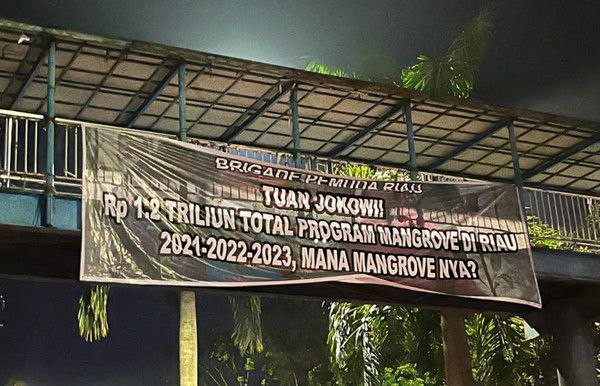 BRIGADE PEMUDA RIAU
TUAN JOKOWI!
Rp 1.2 TRILIUN TOTAL PROGRAM MANGROVE DI RIAU
2021-2022-2023, MANA MANGROVE NYA?